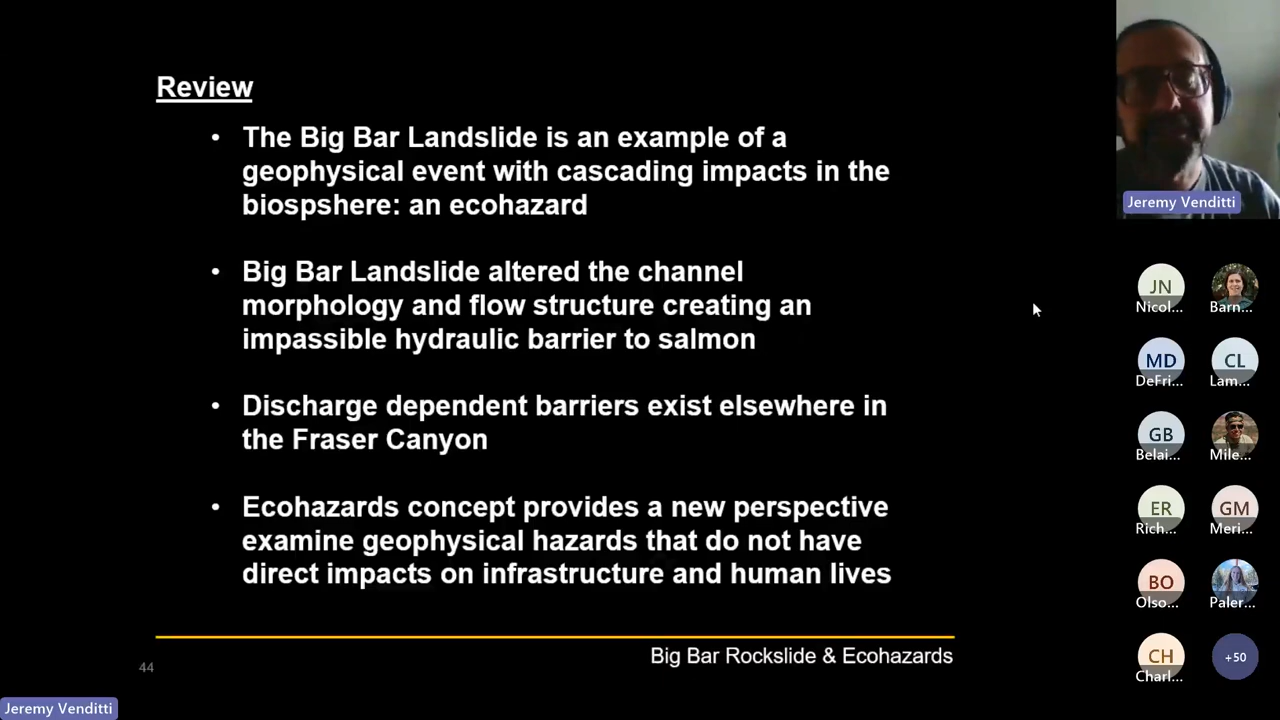 Review
• The Big Bar Landslide is an example of a
geophysical event with cascading impacts in the
biospshere: an ecohazard
• Big Bar Landslide altered the channel
morphology and flow structure creating an
impassible hydraulic barrier to salmon
• Discharge dependent barriers exist elsewhere in
the Fraser Canyon
• Ecohazards concept provides a new perspective
examine geophysical hazards that do not have
direct impacts on infrastructure and human lives
44
Big Bar Rockslide & Ecohazards
Jeremy Venditti
Jeremy Venditti
JN
Nicol... Barn...
MD CL
DeFri... Lam...
GB
Belai... Mile...
ER GM
Rich... Meri...
BO
Olso... Paler...
CH +50
Charl...